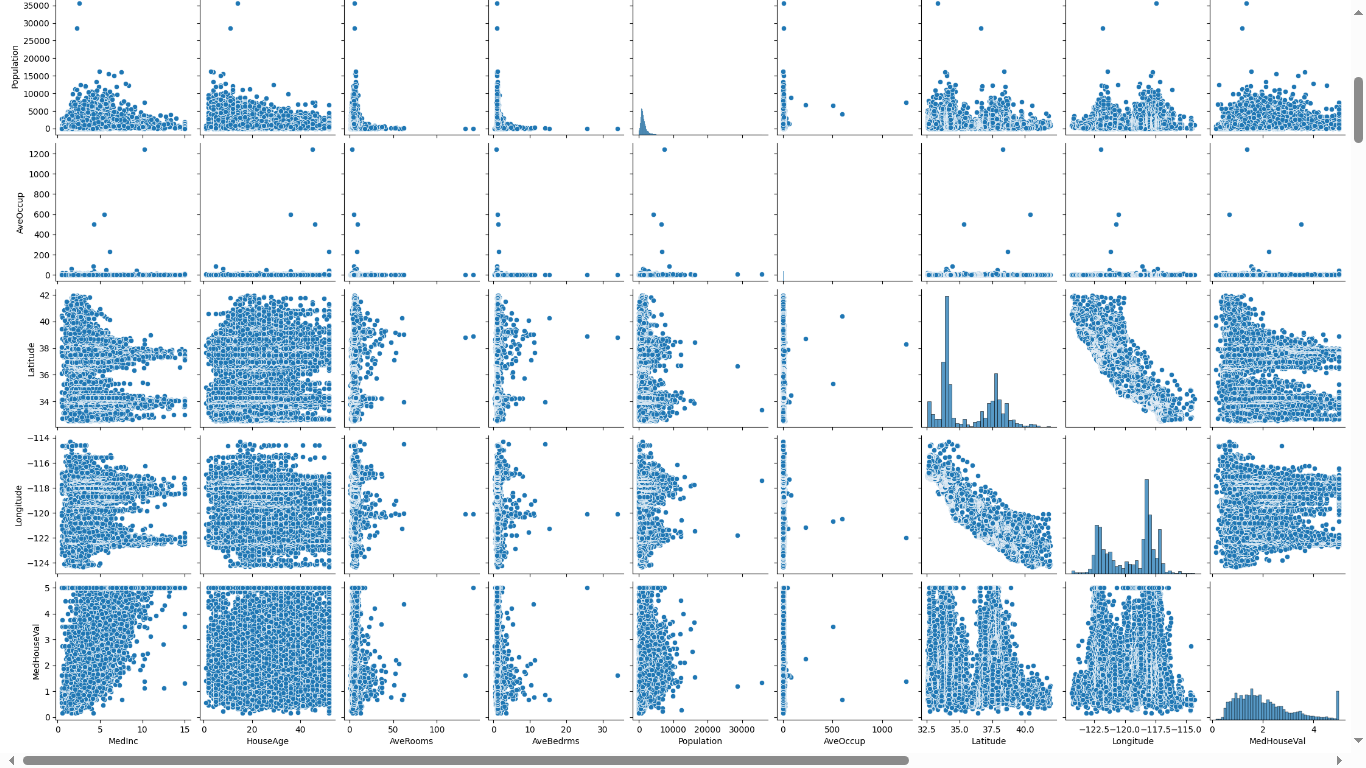 35000
30000
25000
20000
15000
10000
5000
0
Population
1200
1000
800
600
400
200
0
AveOccup
42
40
38
36
34
Latitude
−114
−116
−118
−120
−122
−124
Longitude
5
4
3
2
1
0
MedHouseVal
0 5 10 15
MedInc
0 20 40
HouseAge
0 50 100
AveRooms
0 10 20 30
AveBedrms
0 10000 20000 30000
Population
0 500 1000
AveOccup
32.5 35.0 37.5 40.0
Latitude
−122.5 −120.0 −117.5 −115.0
Longitude
0 2 4
MedHouseVal